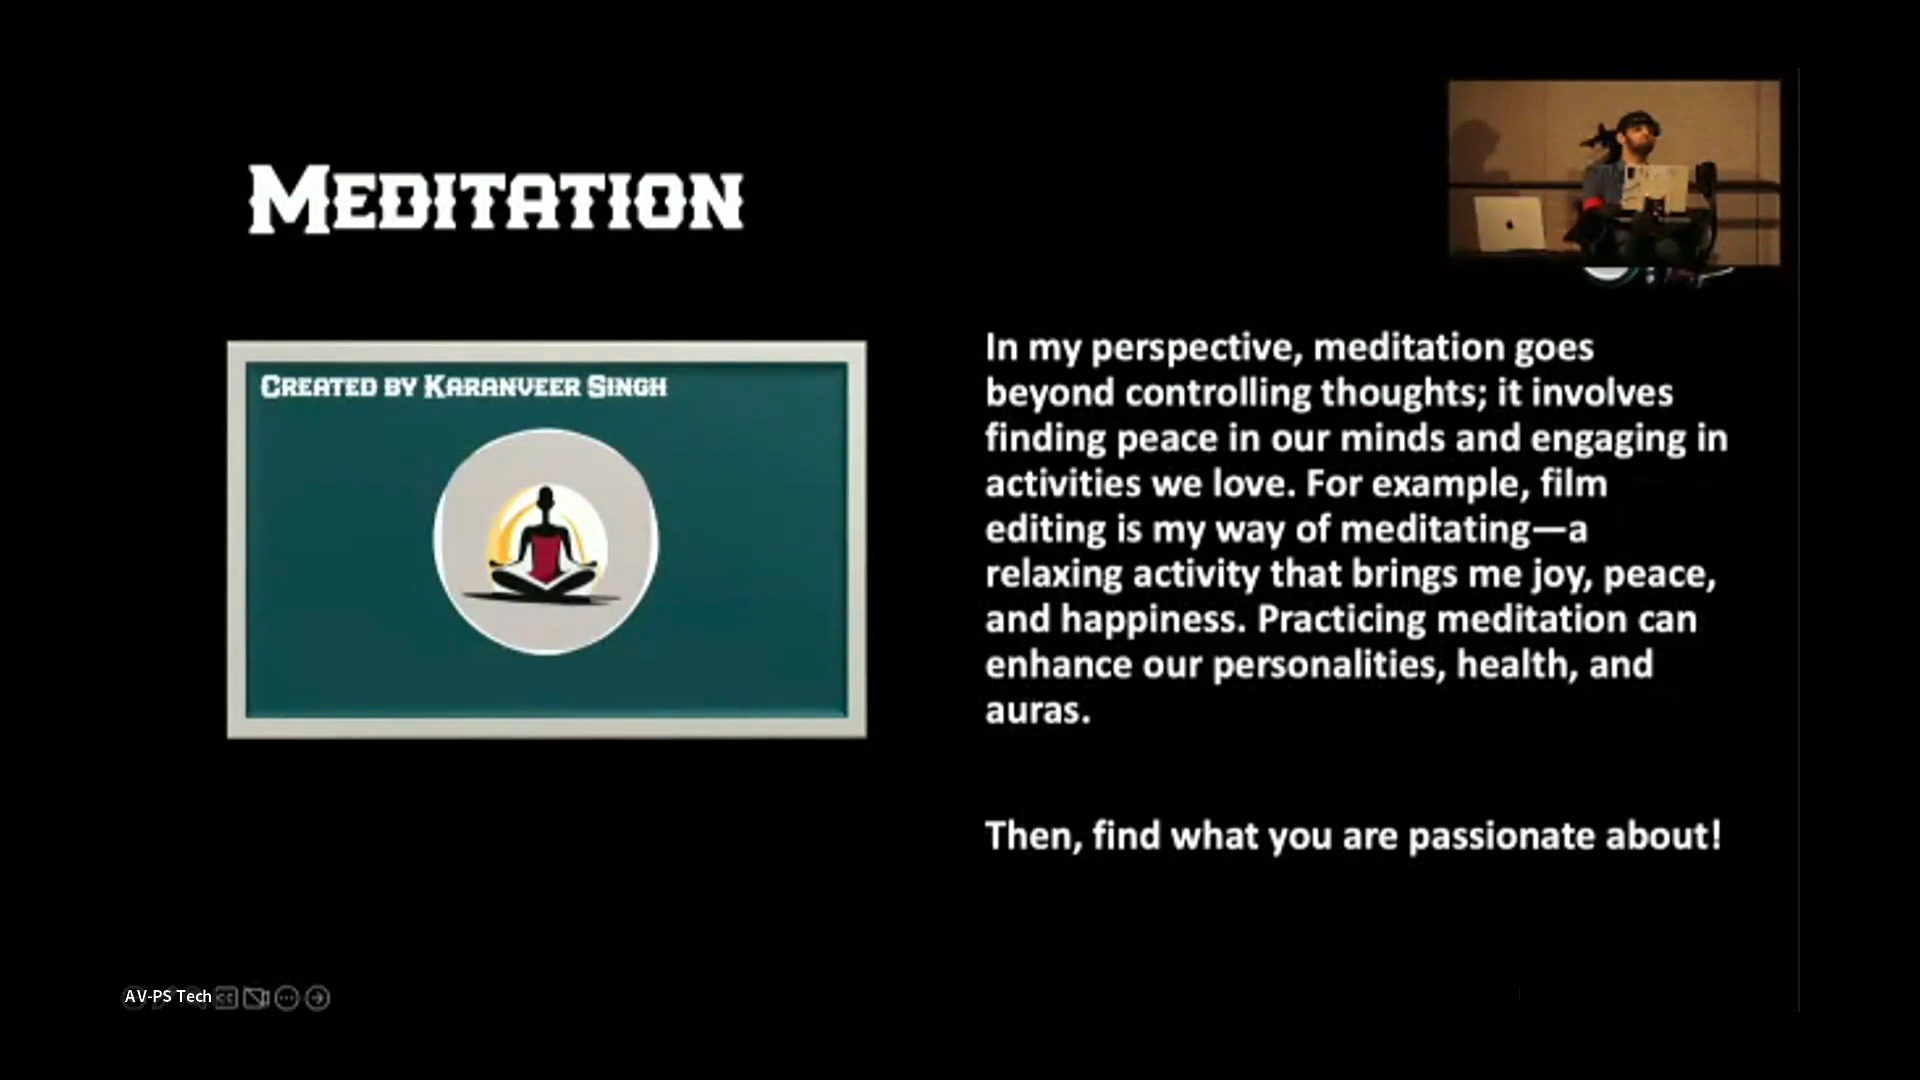 Meditation
Created by Karanveer Singh
In my perspective, meditation goes
beyond controlling thoughts; it involves
finding peace in our minds and engaging in
activities we love. For example, film
editing is my way of meditating—a
relaxing activity that brings me joy, peace,
and happiness. Practicing meditation can
enhance our personalities, health, and
auras.
Then, find what you are passionate about!
AV-PS Tech